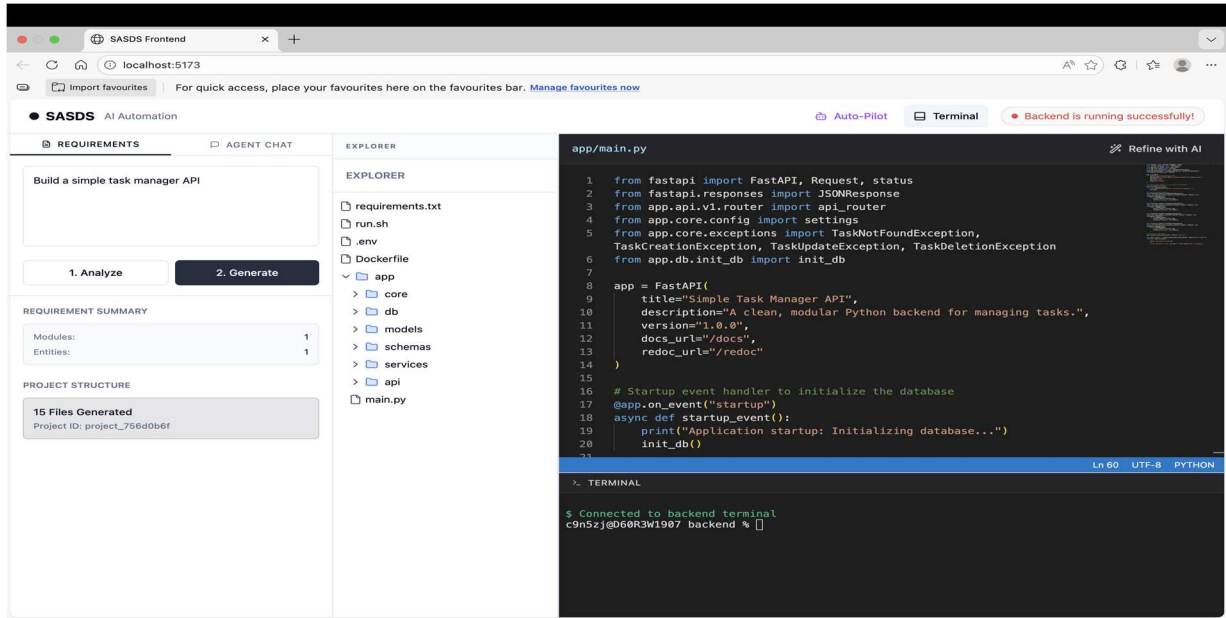 SASDS Frontend
localhost:5173
Import favourites For quick access, place your favourites here on the favourites bar. Manage favourites now
SASDS AI Automation
Auto-Pilot Terminal Backend is running successfully!
REQUIREMENTS AGENT CHAT
Build a simple task manager API
1. Analyze 2. Generate
REQUIREMENT SUMMARY
Modules: 1
Entities: 1
PROJECT STRUCTURE
15 Files Generated
Project ID: project_756d0b6f
EXPLORER
EXPLORER
requirements.txt
run.sh
.env
Dockerfile
app
core
db
models
schemas
services
api
main.py
app/main.py Refine with AI
1 from fastapi import FastAPI, Request, status
2 from fastapi.responses import JSONResponse
3 from app.api.v1.router import api_router
4 from app.core.config import settings
5 from app.core.exceptions import TaskNotFoundException,
TaskCreationException, TaskUpdateException, TaskDeletionException
6 from app.db.init_db import init_db
7
8 app = FastAPI(
9 title="Simple Task Manager API",
10 description="A clean, modular Python backend for managing tasks.",
11 version="1.0.0",
12 docs_url="/docs",
13 redoc_url="/redoc"
14 )
15
16 # Startup event handler to initialize the database
17 @app.on_event("startup")
18 async def startup_event():
19 print("Application startup: Initializing database...")
20 init_db()
21
Ln 60 UTF-8 PYTHON
>_ TERMINAL
$ Connected to backend terminal
c9n5zj@D60R3W1907 backend %